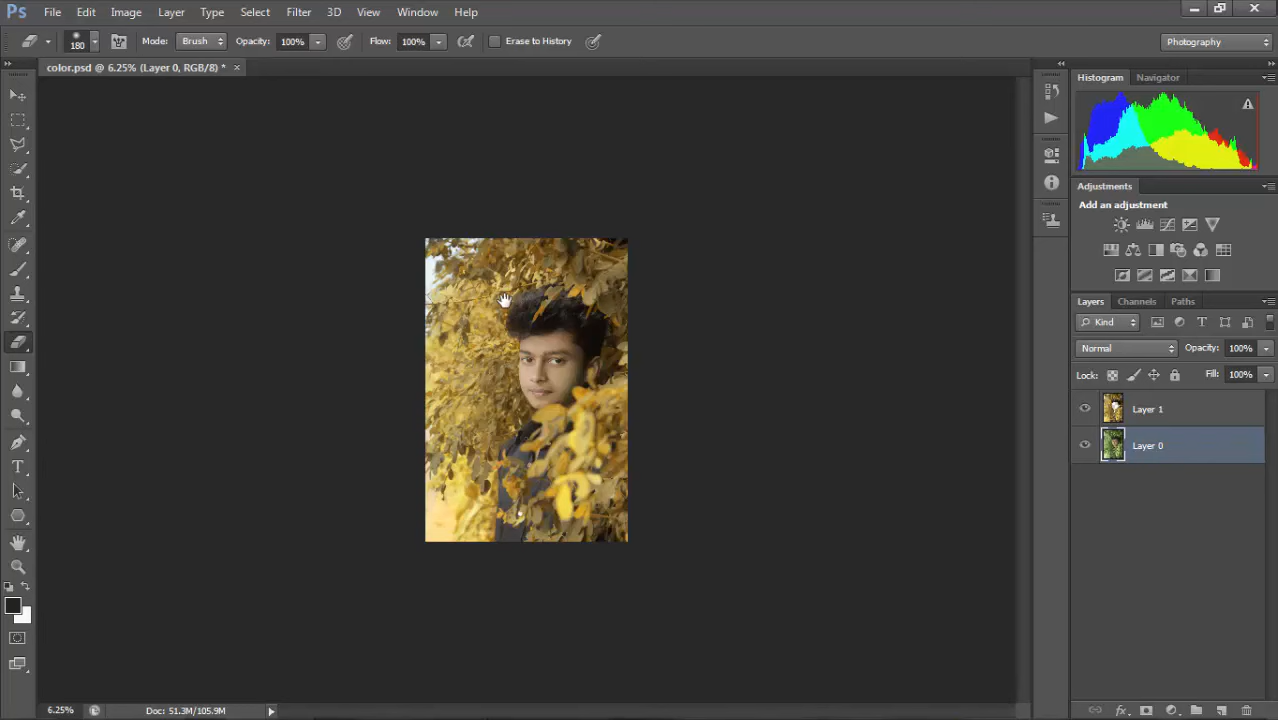 Ps File Edit Image Layer Type Select Filter 3D View Window Help
180 Mode: Brush Opacity: 100% Flow: 100% Erase to History Photography
color.psd @ 6.25% (Layer 0, RGB/8) * ×
Histogram Navigator
Adjustments
Add an adjustment
Layers Channels Paths
Kind
Normal Opacity: 100%
Lock: Fill: 100%
Layer 1
Layer 0
6.25% Doc: 51.3M/105.9M